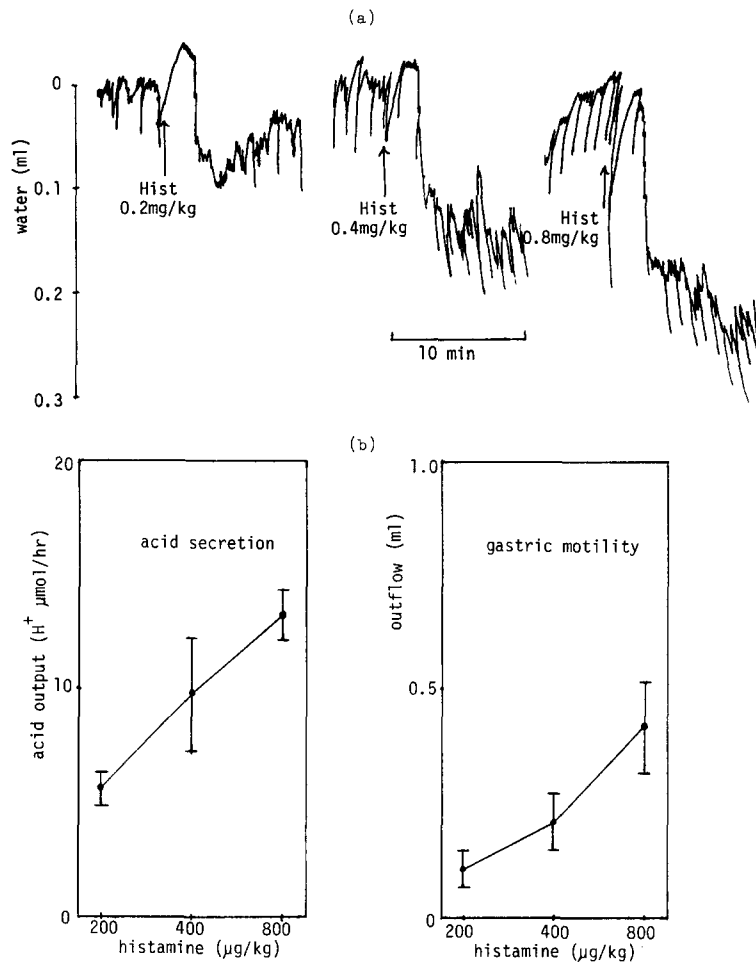 (a)
water (ml)
0
0.1
0.2
0.3
Hist
0.2mg/kg
Hist
0.4mg/kg
Hist
0.8mg/kg
10 min
(b)
acid output (H⁺ μmol/hr)
20
10
0
acid secretion
200 400 800
histamine (μg/kg)
outflow (ml)
1.0
0.5
0
gastric motility
200 400 800
histamine (μg/kg)